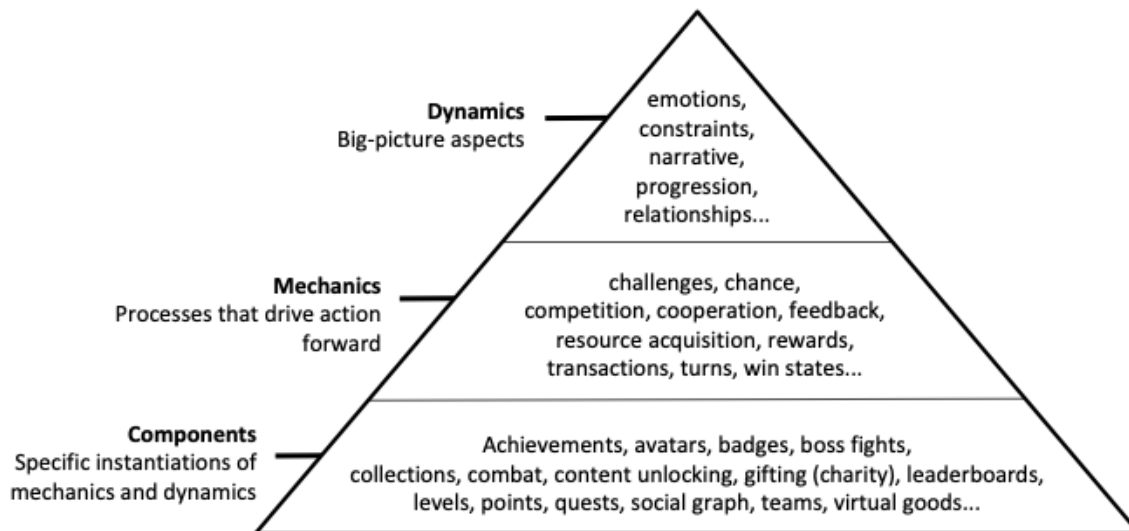 Dynamics
Big-picture aspects
emotions,
constraints,
narrative,
progression,
relationships...
Mechanics
Processes that drive action
forward
challenges, chance,
competition, cooperation, feedback,
resource acquisition, rewards,
transactions, turns, win states...
Components
Specific instantiations of
mechanics and dynamics
Achievements, avatars, badges, boss fights,
collections, combat, content unlocking, gifting (charity), leaderboards,
levels, points, quests, social graph, teams, virtual goods...